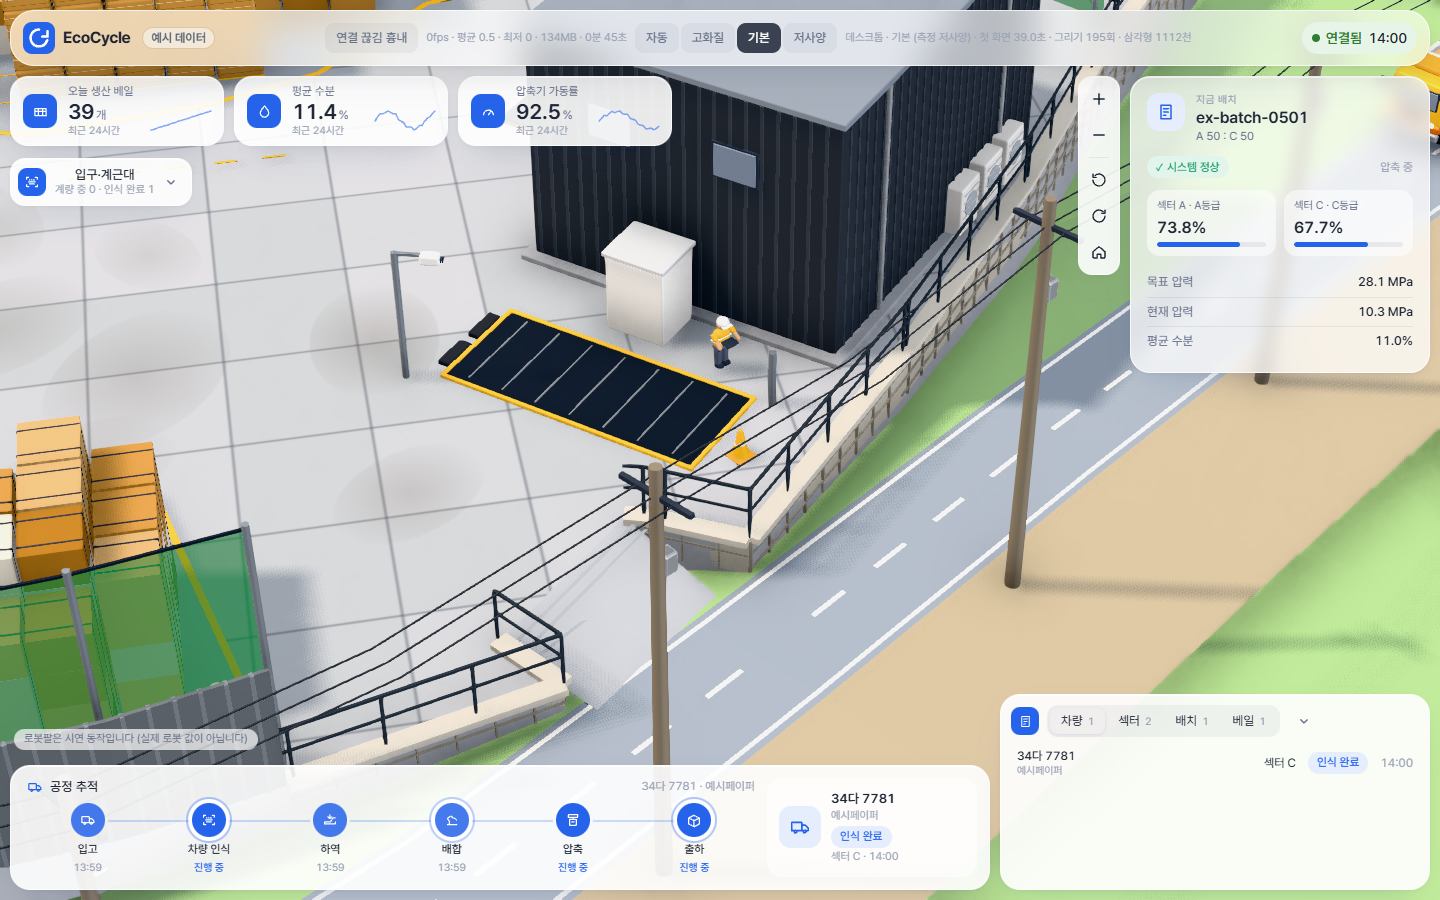 EcoCycle
예시 데이터
연결 끊김 흉내
0fps · 평균 0.5 · 최저 0 · 134MB · 0분 45초
자동
고화질
기본
저사양
데스크톱 · 기본 (측정 저사양) · 첫 화면 39.0초 · 그리기 195회 · 삼각형 1112천
연결됨 14:00
오늘 생산 베일
39개
최근 24시간
평균 수분
11.4%
최근 24시간
압축기 가동률
92.5%
최근 24시간
입구·계근대
계량 중 0 · 인식 완료 1
지금 배치
ex-batch-0501
A 50 : C 50
✓ 시스템 정상
압축 중
섹터 A · A등급
73.8%
섹터 C · C등급
67.7%
목표 압력 28.1 MPa
현재 압력 10.3 MPa
평균 수분 11.0%
로봇팔은 시연 동작입니다 (실제 로봇 값이 아닙니다)
공정 추적
34다 7781 · 예시페이퍼
입고
13:59
차량 인식
진행 중
하역
13:59
배합
13:59
압축
진행 중
출하
진행 중
34다 7781
예시페이퍼
인식 완료
섹터 C · 14:00
차량 1
섹터 2
배치 1
베일 1
34다 7781
예시페이퍼
섹터 C
인식 완료
14:00